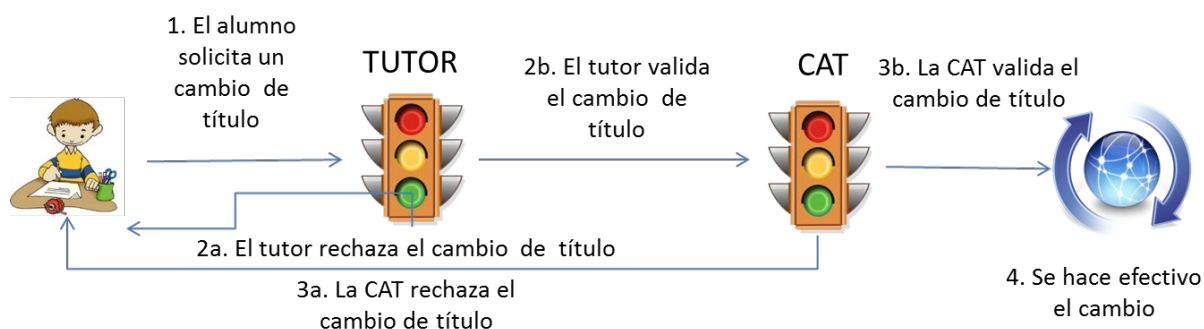 1. El alumno
solicita un
cambio de
título
TUTOR
2b. El tutor valida
el cambio de
título
CAT
3b. La CAT valida el
cambio de título
2a. El tutor rechaza el cambio de título
3a. La CAT rechaza el
cambio de título
4. Se hace efectivo
el cambio